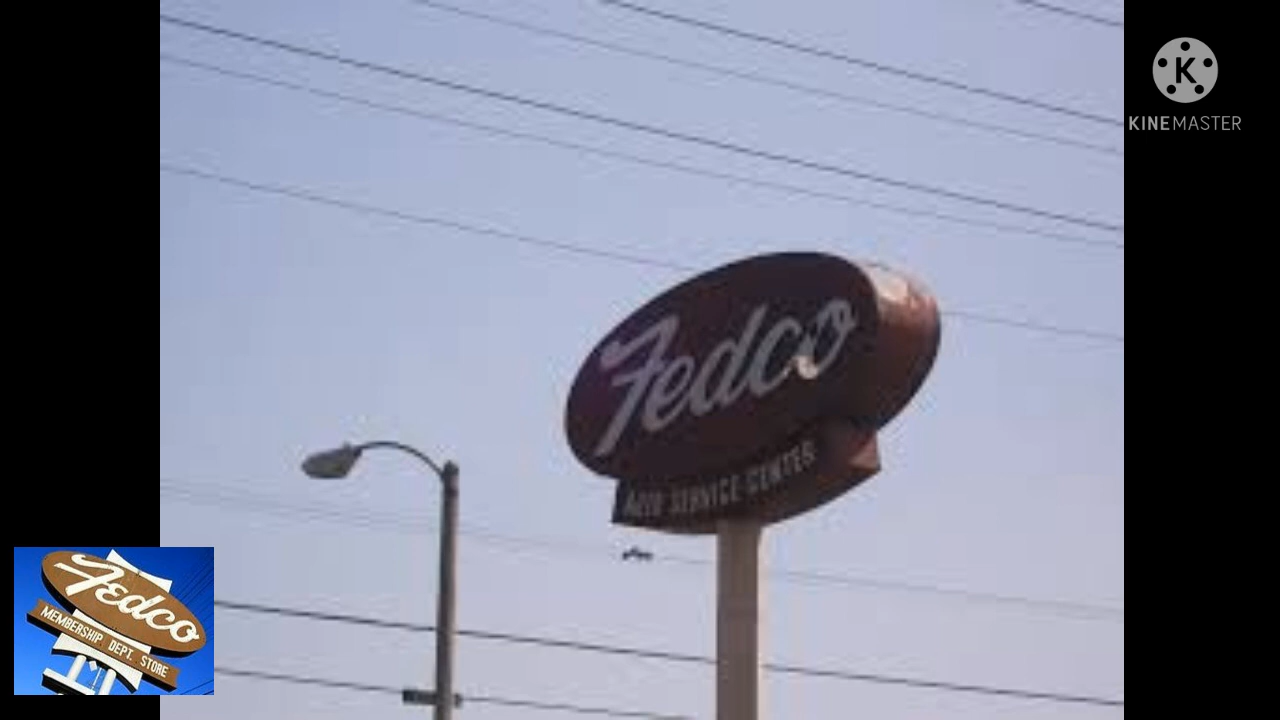 K
KINEMASTER
Fedco
AUTO SERVICE CENTER
Fedco
MEMBERSHIP DEPT. STORE